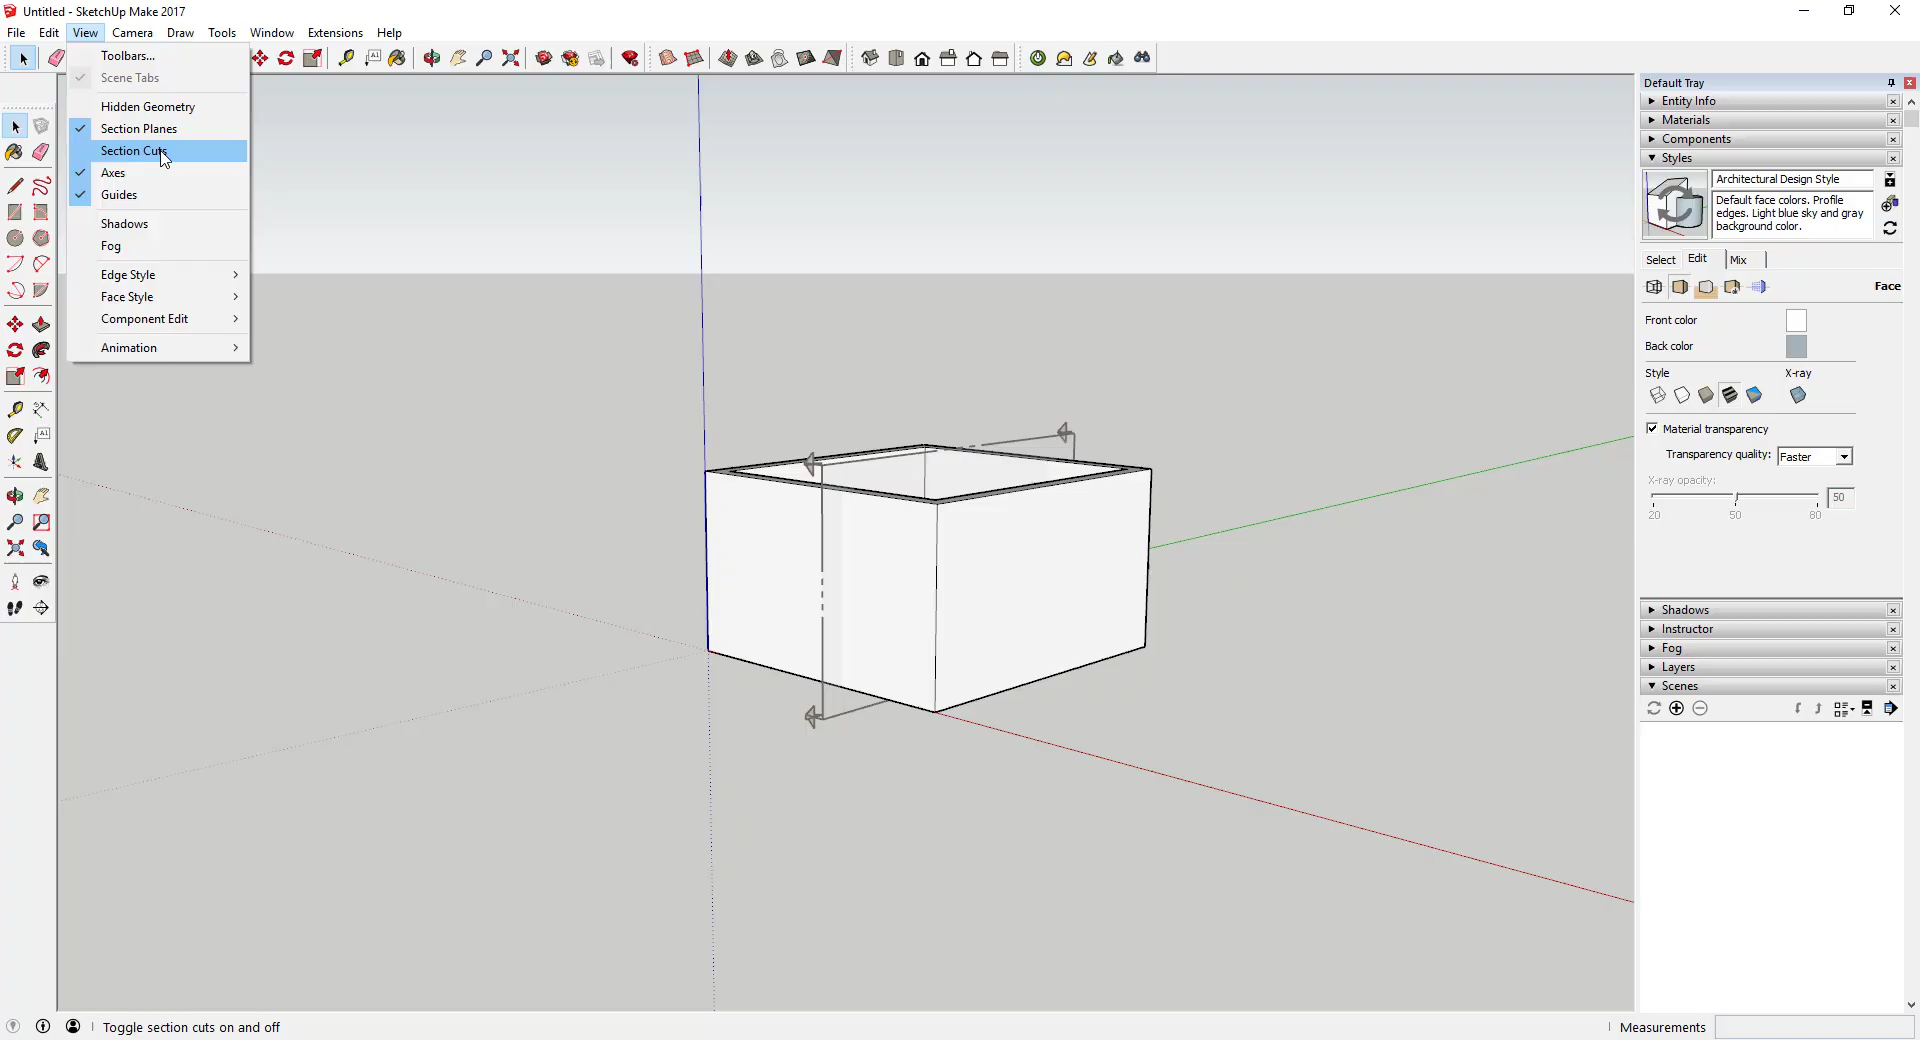 Untitled - SketchUp Make 2017
File Edit View Camera Draw Tools Window Extensions Help
Toolbars...
Scene Tabs
Hidden Geometry
Section Planes
Section Cuts
Axes
Guides
Shadows
Fog
Edge Style
Face Style
Component Edit
Animation
A1
A1
Default Tray
Entity Info
Materials
Components
Styles
Architectural Design Style
Default face colors. Profile
edges. Light blue sky and gray
background color.
Select Edit Mix
Face
Front color
Back color
Style X-ray
Material transparency
Transparency quality: Faster
X-ray opacity:
50
20 50 80
Shadows
Instructor
Fog
Layers
Scenes
Toggle section cuts on and off
Measurements